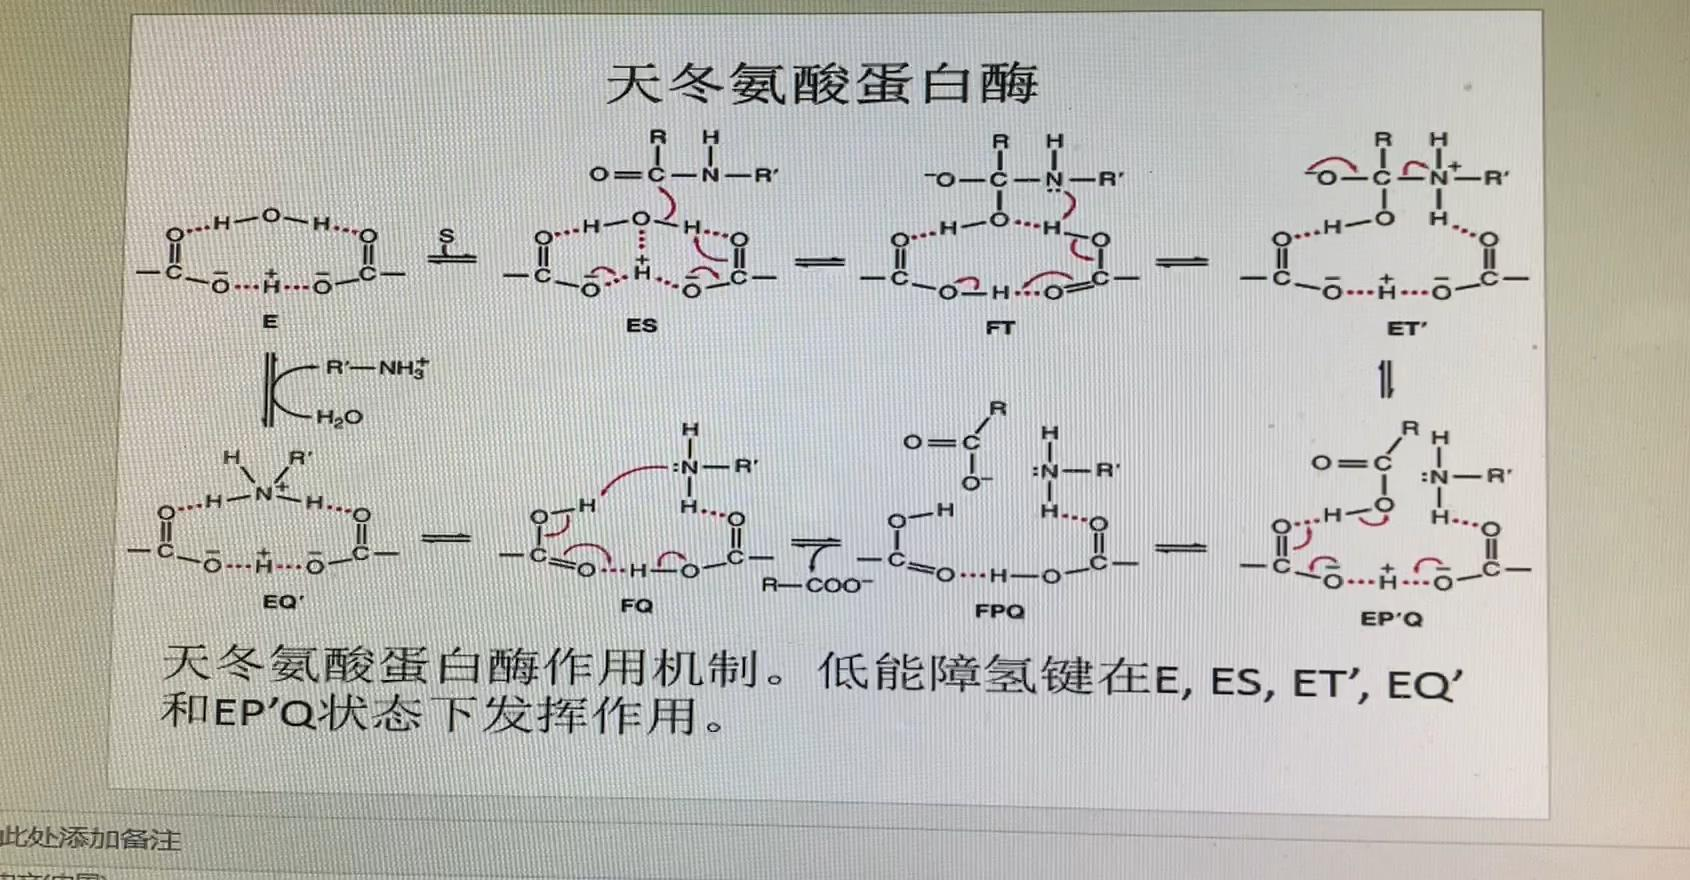 天冬氨酸蛋白酶
R H
O=C—N—R′
H—O—H
S
E
ES
R H
⁻O—C—N—R′
FT
R H
⁻O—C—N⁺—R′
ET′
R′—NH₃⁺
H₂O
H R′
N⁺
EQ′
H
:N—R′
FQ
R
O=C
O⁻
H
:N—R′
R—COO⁻
FPQ
R H
O=C :N—R′
EP′Q
天冬氨酸蛋白酶作用机制。低能障氢键在E, ES, ET′, EQ′
和EP′Q状态下发挥作用。
此处添加备注